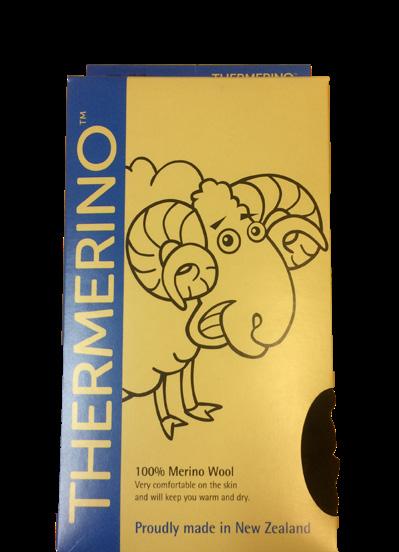 THERMERINO™
THERMERINO™
100% Merino Wool
Very comfortable on the skin
and will keep you warm and dry.
Proudly made in New Zealand